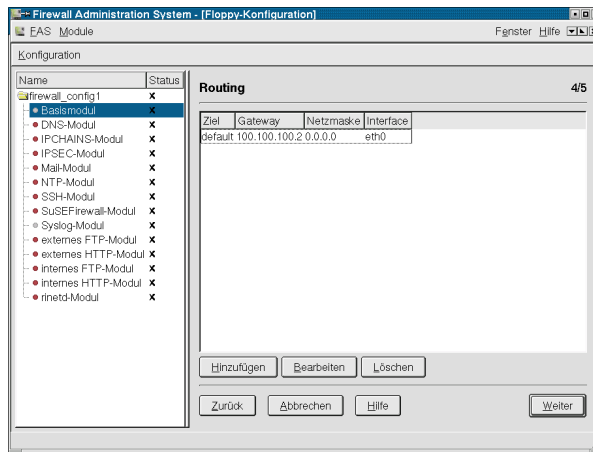 Firewall Administration System - [Floppy-Konfiguration]
FAS Module Fenster Hilfe
Konfiguration
Name Status
firewall_config1 x
Basismodul x
DNS-Modul x
IPCHAINS-Modul x
IPSEC-Modul x
Mail-Modul x
NTP-Modul x
SSH-Modul x
SuSEFirewall-Modul x
Syslog-Modul x
externes FTP-Modul x
externes HTTP-Modul x
internes FTP-Modul x
internes HTTP-Modul x
rinetd-Modul x
Routing 4/5
Ziel Gateway Netzmaske Interface
default 100.100.100.2 0.0.0.0 eth0
Hinzufügen Bearbeiten Löschen
Zurück Abbrechen Hilfe Weiter